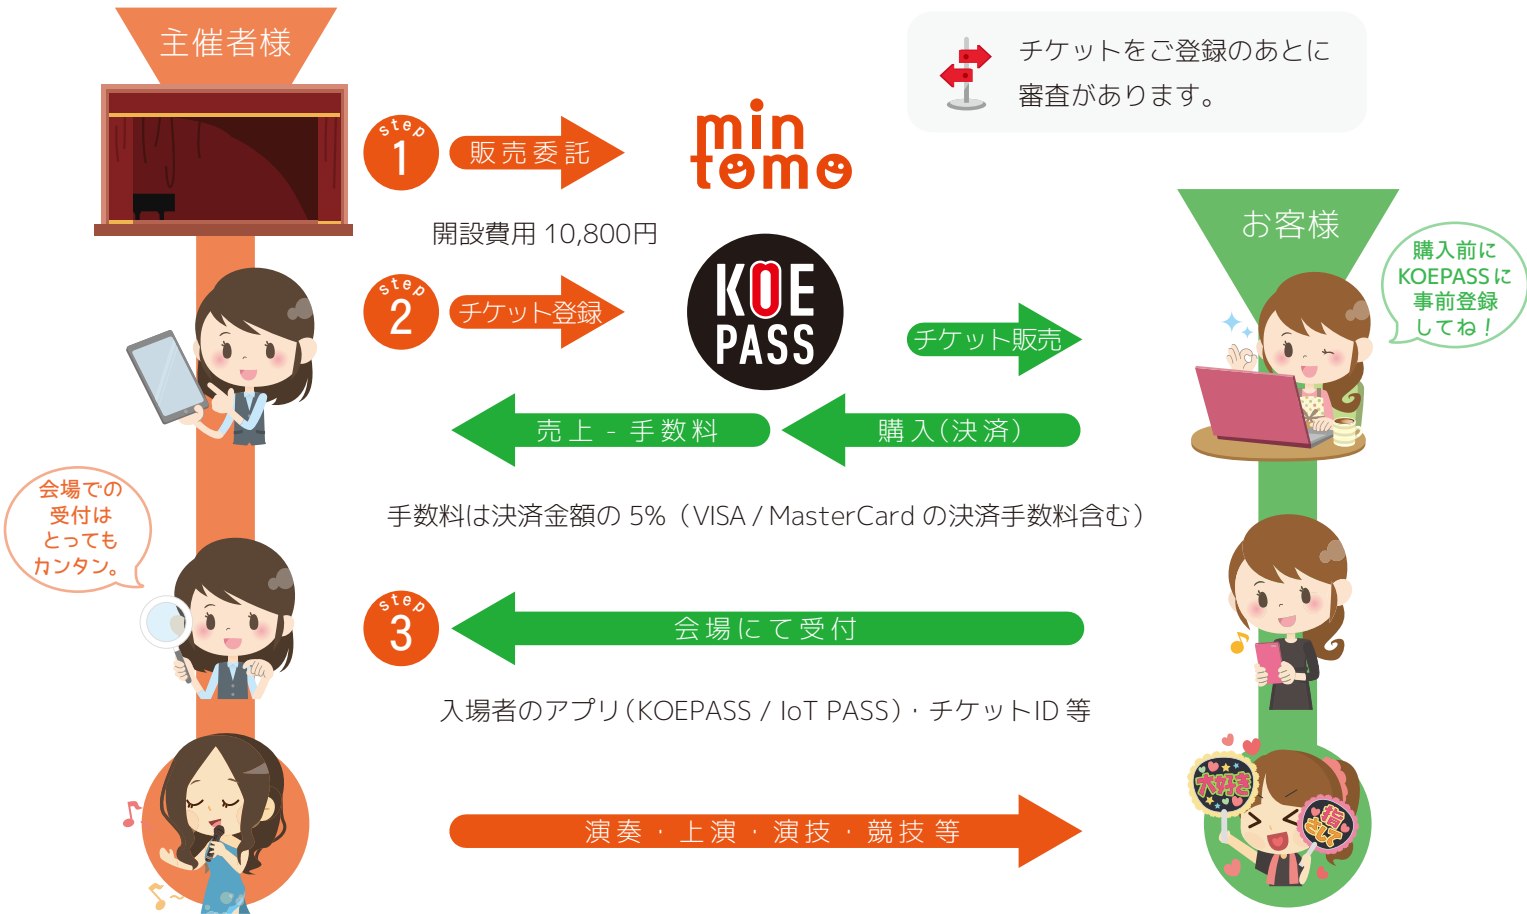 主催者様
チケットをご登録のあとに
審査があります。
step
1
販売委託
min
tomo
開設費用 10,800円
お客様
購入前に
KOEPASSに
事前登録
してね！
step
2
チケット登録
KOE
PASS
チケット販売
売上 - 手数料
購入(決済)
会場での
受付は
とっても
カンタン。
手数料は決済金額の 5%（VISA / MasterCard の決済手数料含む）
step
3
会場にて受付
入場者のアプリ(KOEPASS / IoT PASS)・チケットID 等
大好き
指
さして
演奏・上演・演技・競技 等